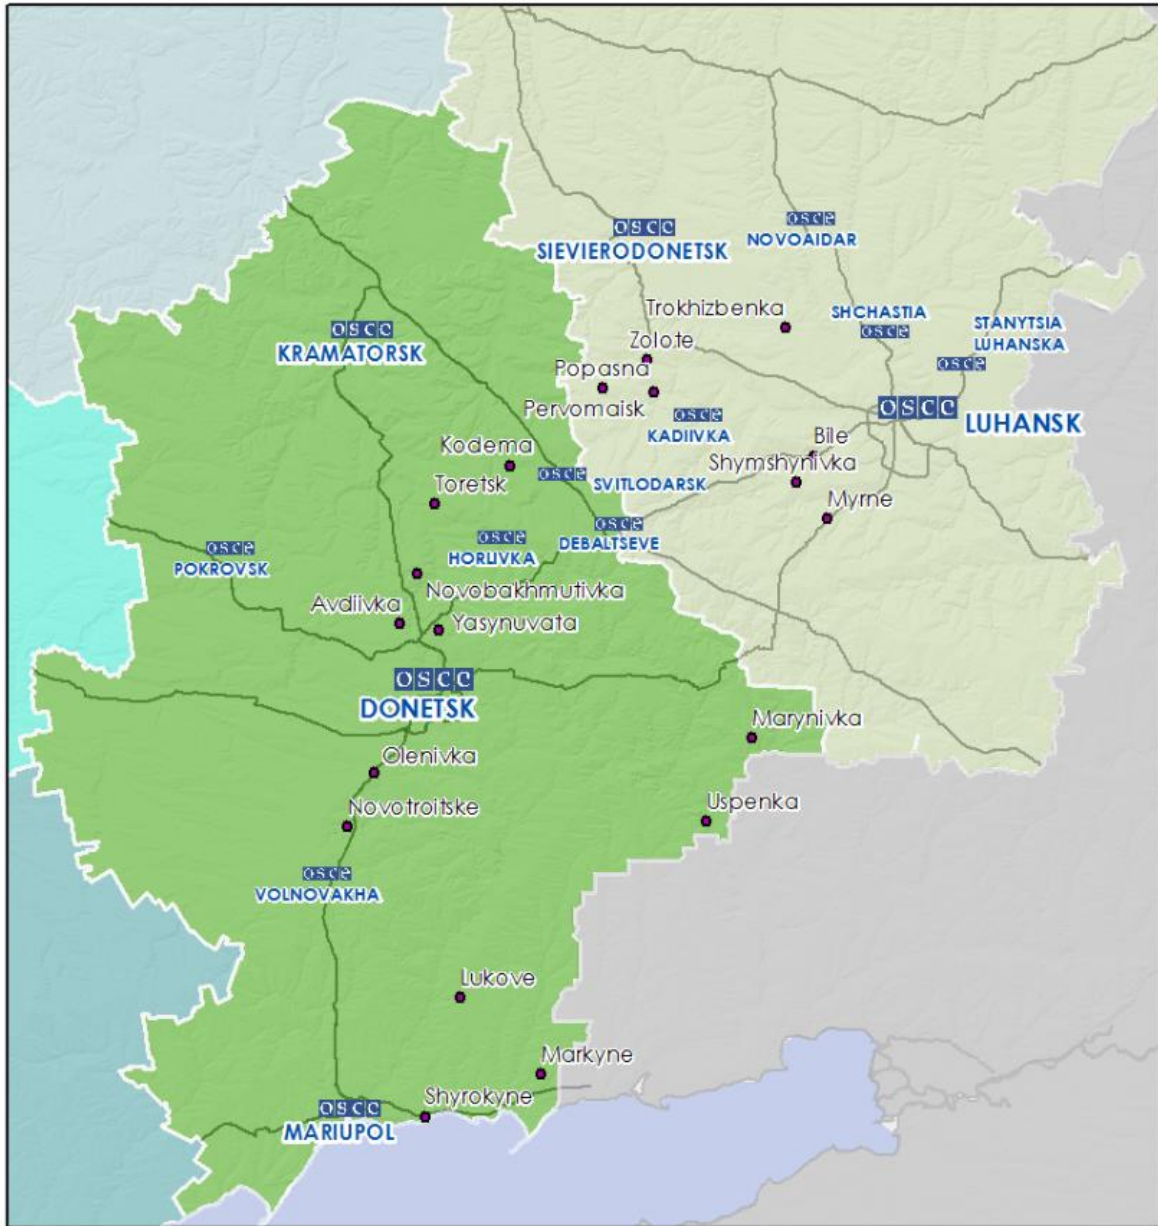 osce
SIEVIERODONETSK
osce
NOVOAIDAR
Trokhizbenka
SHCHASTIA
osce
STANYTSIA
LUHANSKA
osce
osce
KRAMATORSK
Zolote
Popasna
Pervomaisk
osce
KADIIVKA
osce
LUHANSK
Bile
Shymshynivka
Myrne
Kodema
osce
SVITLODARSK
Toretsk
osce
DEBALTSEVE
osce
HORLIVKA
osce
POKROVSK
Novobakhmutivka
Avdiivka
Yasynuvata
osce
DONETSK
Marynivka
Olenivka
Uspenka
Novotroitske
osce
VOLNOVAKHA
Lukove
Markyne
Shyrokyne
osce
MARIUPOL